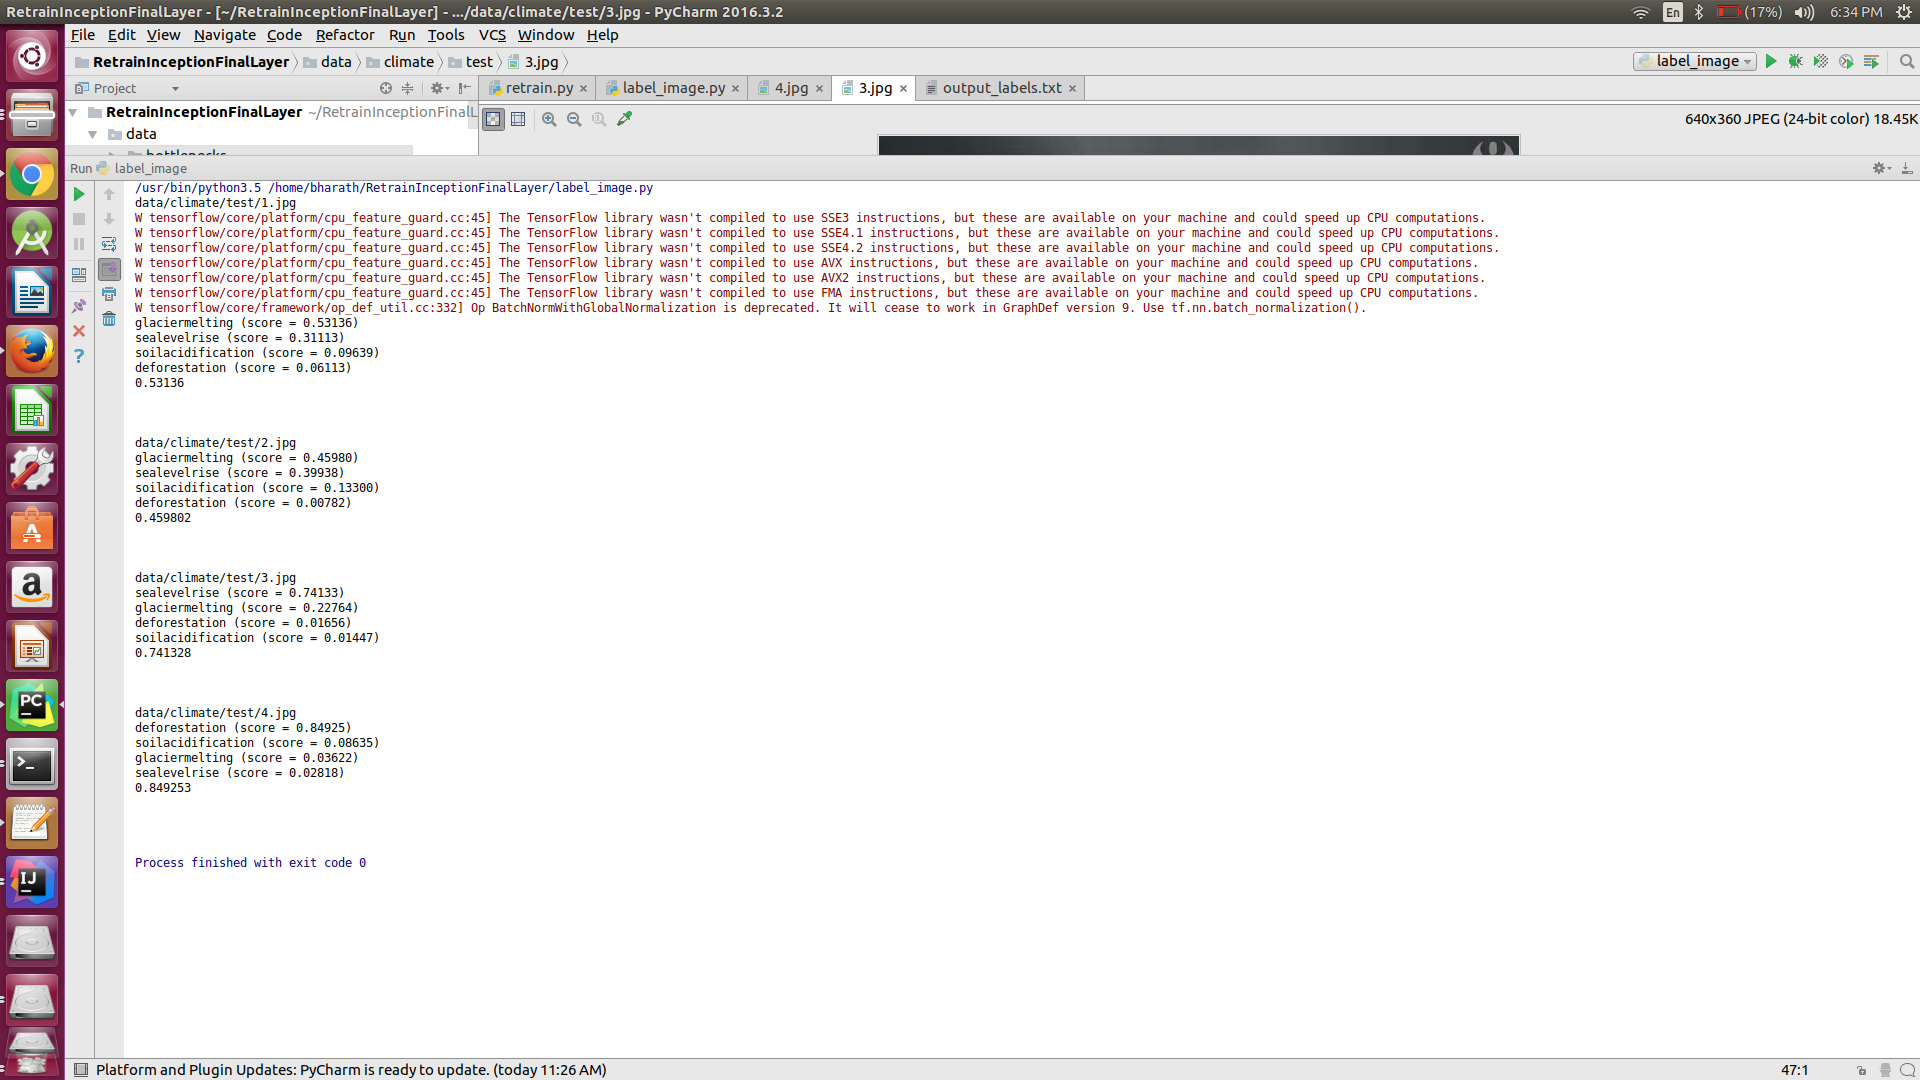 RetrainInceptionFinalLayer - [~/RetrainInceptionFinalLayer] - .../data/climate/test/3.jpg - PyCharm 2016.3.2
En (17%) 6:34 PM
File Edit View Navigate Code Refactor Run Tools VCS Window Help
RetrainInceptionFinalLayer data climate test 3.jpg label_image
Project retrain.py label_image.py 4.jpg 3.jpg output_labels.txt
RetrainInceptionFinalLayer ~/RetrainInceptionFinalL
640x360 JPEG (24-bit color) 18.45K
data
bottlenecks
Run label_image
/usr/bin/python3.5 /home/bharath/RetrainInceptionFinalLayer/label_image.py
data/climate/test/1.jpg
W tensorflow/core/platform/cpu_feature_guard.cc:45] The TensorFlow library wasn't compiled to use SSE3 instructions, but these are available on your machine and could speed up CPU computations.
W tensorflow/core/platform/cpu_feature_guard.cc:45] The TensorFlow library wasn't compiled to use SSE4.1 instructions, but these are available on your machine and could speed up CPU computations.
W tensorflow/core/platform/cpu_feature_guard.cc:45] The TensorFlow library wasn't compiled to use SSE4.2 instructions, but these are available on your machine and could speed up CPU computations.
W tensorflow/core/platform/cpu_feature_guard.cc:45] The TensorFlow library wasn't compiled to use AVX instructions, but these are available on your machine and could speed up CPU computations.
W tensorflow/core/platform/cpu_feature_guard.cc:45] The TensorFlow library wasn't compiled to use AVX2 instructions, but these are available on your machine and could speed up CPU computations.
W tensorflow/core/platform/cpu_feature_guard.cc:45] The TensorFlow library wasn't compiled to use FMA instructions, but these are available on your machine and could speed up CPU computations.
W tensorflow/core/framework/op_def_util.cc:332] Op BatchNormWithGlobalNormalization is deprecated. It will cease to work in GraphDef version 9. Use tf.nn.batch_normalization().
glaciermelting (score = 0.53136)
sealevelrise (score = 0.31113)
soilacidification (score = 0.09639)
deforestation (score = 0.06113)
0.53136
data/climate/test/2.jpg
glaciermelting (score = 0.45980)
sealevelrise (score = 0.39938)
soilacidification (score = 0.13300)
deforestation (score = 0.00782)
0.459802
data/climate/test/3.jpg
sealevelrise (score = 0.74133)
glaciermelting (score = 0.22764)
deforestation (score = 0.01656)
soilacidification (score = 0.01447)
0.741328
data/climate/test/4.jpg
deforestation (score = 0.84925)
soilacidification (score = 0.08635)
glaciermelting (score = 0.03622)
sealevelrise (score = 0.02818)
0.849253
Process finished with exit code 0
PC
IJ
Platform and Plugin Updates: PyCharm is ready to update. (today 11:26 AM)
47:1